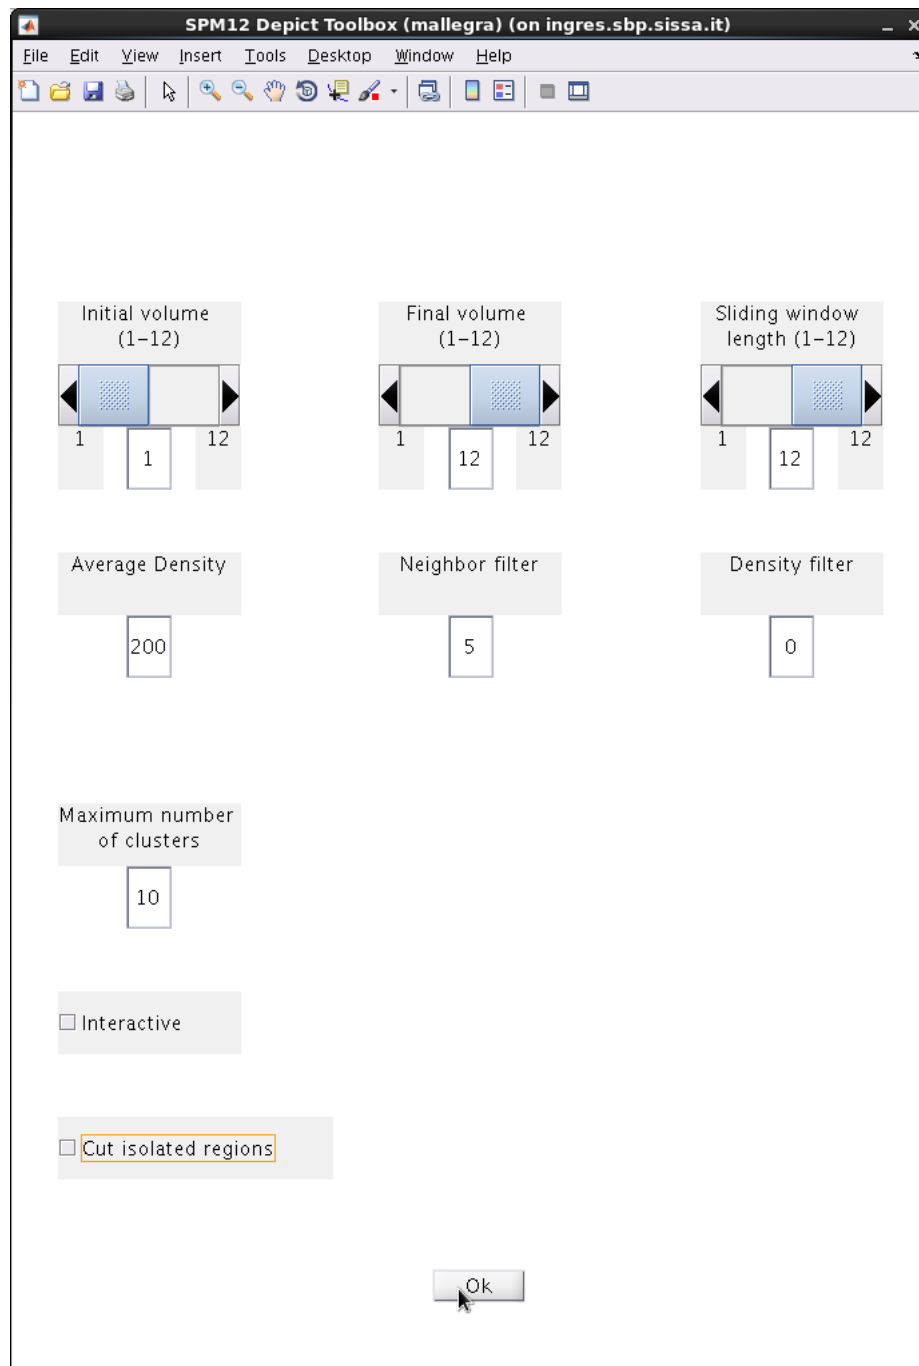 SPM12 Depict Toolbox (mallegra) (on ingres.sbp.sissa.it)
File Edit View Insert Tools Desktop Window Help
Initial volume
(1–12)
1 12
1
Final volume
(1–12)
1 12
12
Sliding window
length (1–12)
1 12
12
Average Density
200
Neighbor filter
5
Density filter
0
Maximum number
of clusters
10
Interactive
Cut isolated regions
Ok